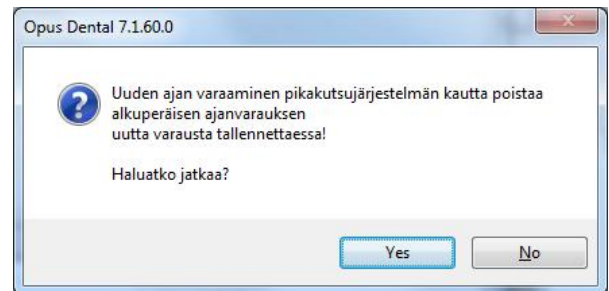 Opus Dental 7.1.60.0
Uuden ajan varaaminen pikakutsujärjestelmän kautta poistaa
alkuperäisen ajanvarauksen
uutta varausta tallennettaessa!
Haluatko jatkaa?
Yes
No